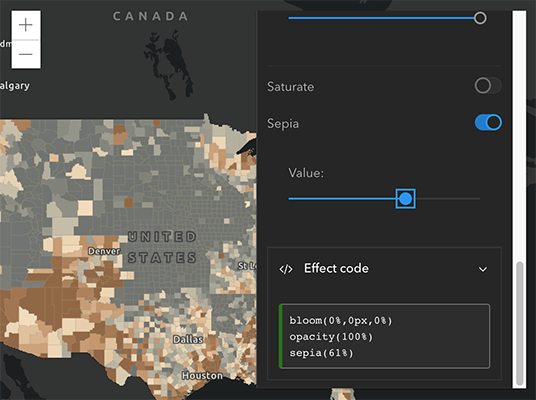 CANADA
+
−
dm
algary
UNITED
STATES
Denver
St L
Dallas
Houston
Saturate
Sepia
Value:
</> Effect code
bloom(0%,0px,0%)
opacity(100%)
sepia(61%)